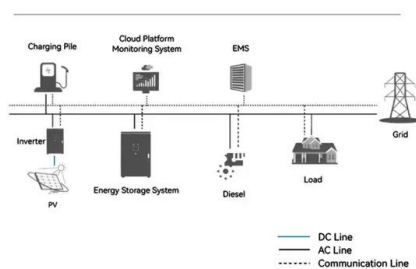 Charging Pile
Cloud Platform
Monitoring System
EMS
Grid
Inverter
PV
Energy Storage System
Diesel
Load
DC Line
AC Line
Communication Line